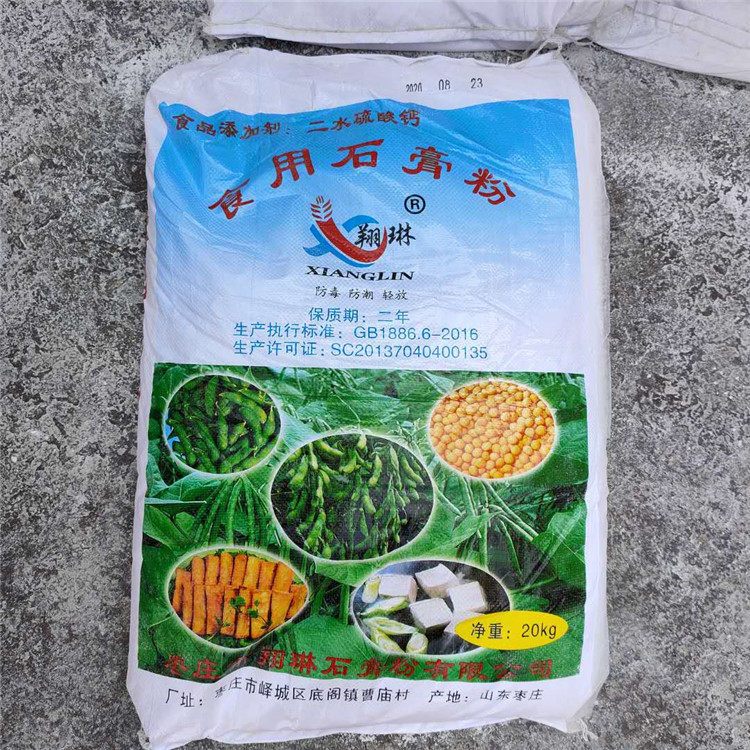 2020 08 23
食品添加剂：二水硫酸钙
食用石膏粉
翔琳®
XIANGLIN
防毒 防潮 轻放
保质期：二年
生产执行标准：GB1886.6-2016
生产许可证：SC20137040400135
净重：20kg
枣庄市翔琳石膏粉有限公司
厂址：枣庄市峄城区底阁镇曹庙村 产地：山东枣庄